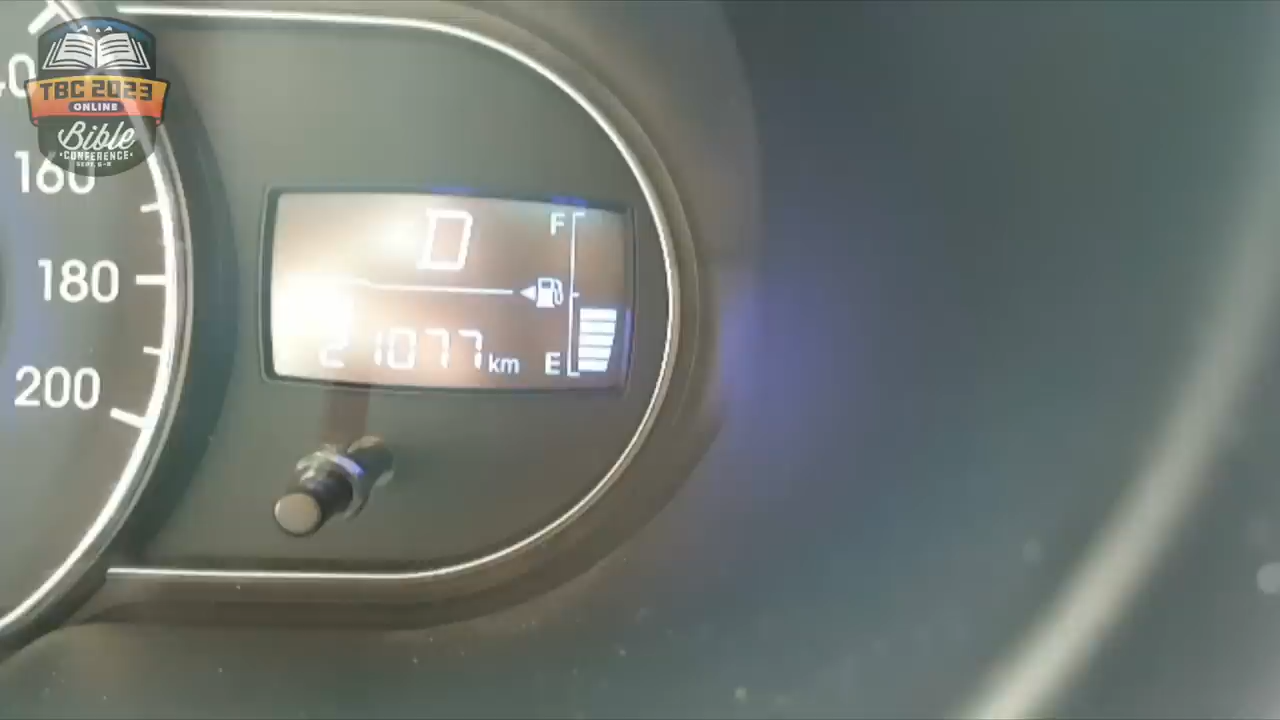 TBC 2023
ONLINE
Bible
CONFERENCE
160
180
200
D
F
21077 km
E